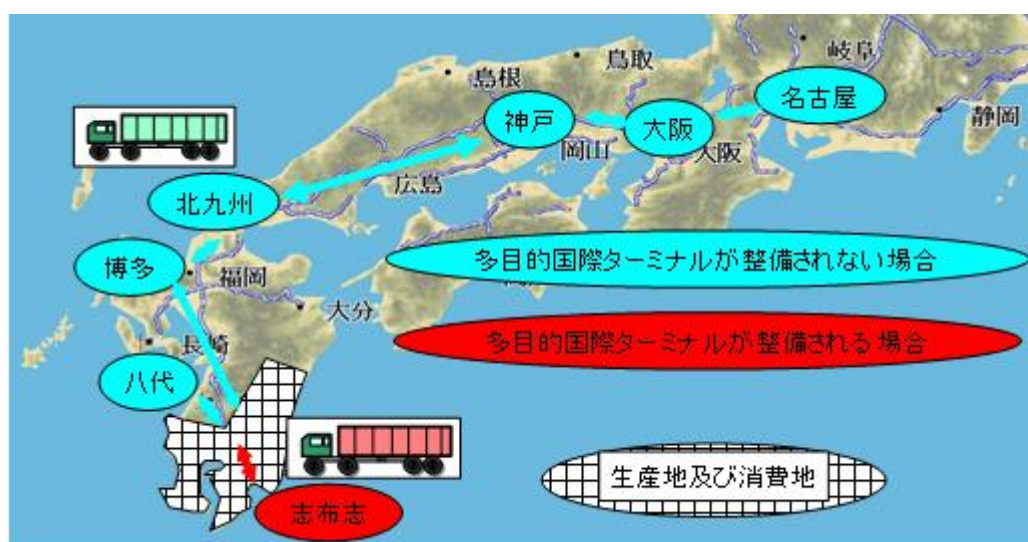 岐阜
鳥取
島根
名古屋
静岡
神戸
大阪
岡山
大阪
広島
北九州
博多
福岡
多目的国際ターミナルが整備されない場合
大分
長崎
多目的国際ターミナルが整備される場合
八代
生産地及び消費地
志布志